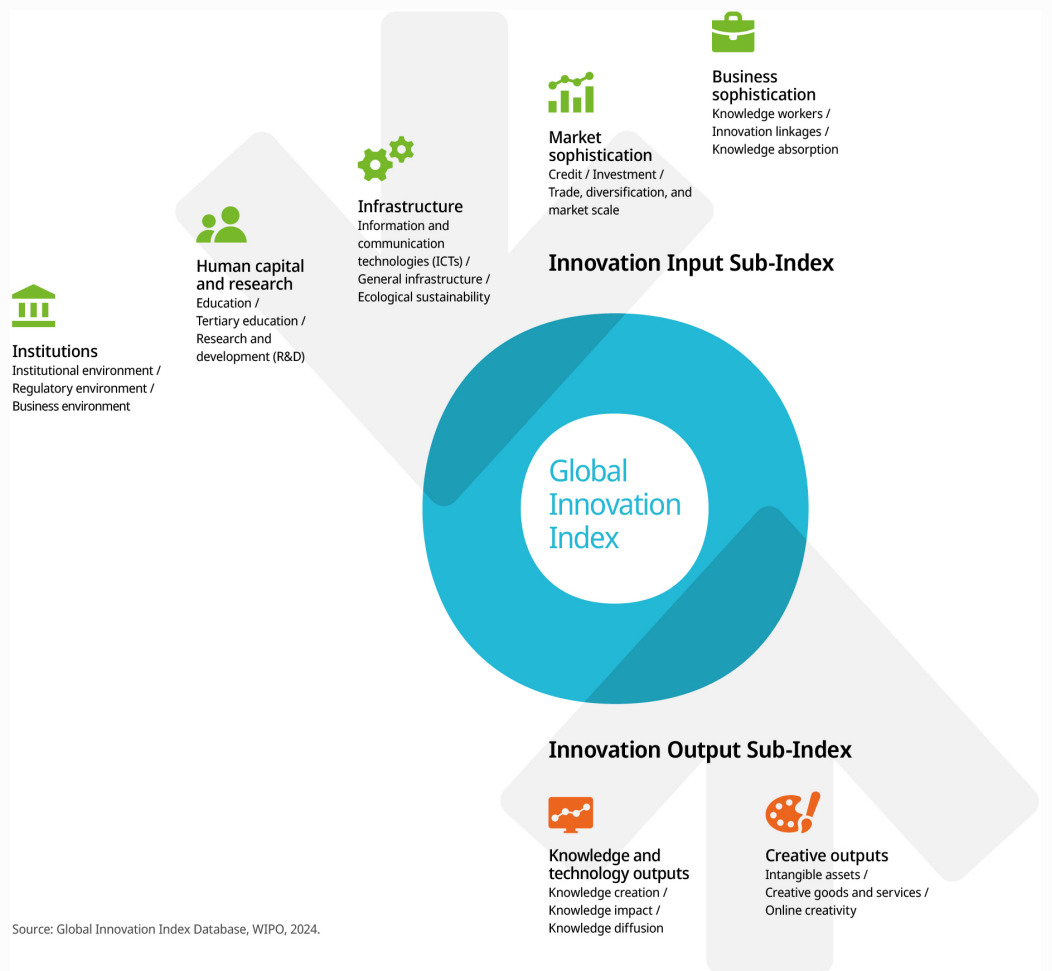 Business
sophistication
Knowledge workers /
Innovation linkages /
Knowledge absorption
Market
sophistication
Credit / Investment /
Trade, diversification, and
market scale
Infrastructure
Information and
communication
technologies (ICTs) /
General infrastructure /
Ecological sustainability
Human capital
and research
Education /
Tertiary education /
Research and
development (R&D)
Institutions
Institutional environment /
Regulatory environment /
Business environment
Innovation Input Sub-Index
Global
Innovation
Index
Innovation Output Sub-Index
Knowledge and
technology outputs
Knowledge creation /
Knowledge impact /
Knowledge diffusion
Creative outputs
Intangible assets /
Creative goods and services /
Online creativity
Source: Global Innovation Index Database, WIPO, 2024.